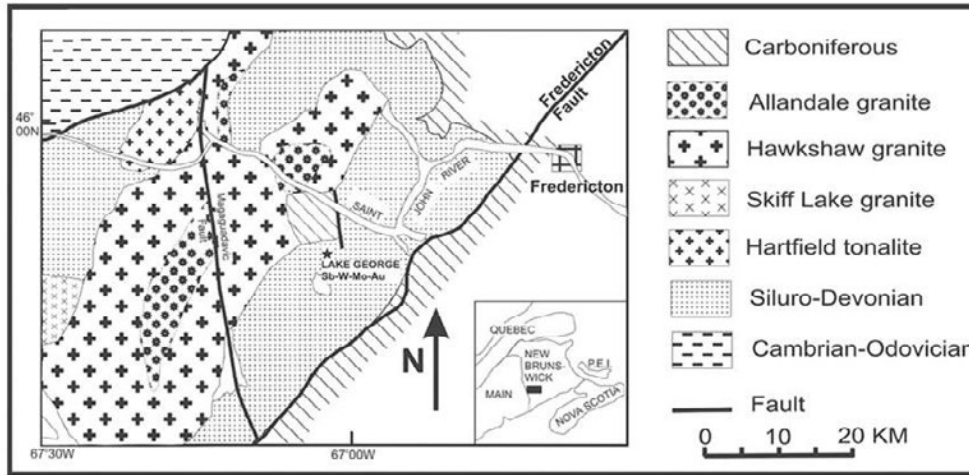 46°
00N
67°30W
67°00W
Fredericton
Fault
Fredericton
SAINT
JOHN
RIVER
Magaguadavic
Fault
LAKE GEORGE
Sb-W-Mo-Au
N
QUEBEC
NEW
BRUNS
WICK
P.E.I.
MAIN
NOVA SCOTIA
Carboniferous
Allandale granite
Hawkshaw granite
Skiff Lake granite
Hartfield tonalite
Siluro-Devonian
Cambrian-Odovician
Fault
0 20 KM